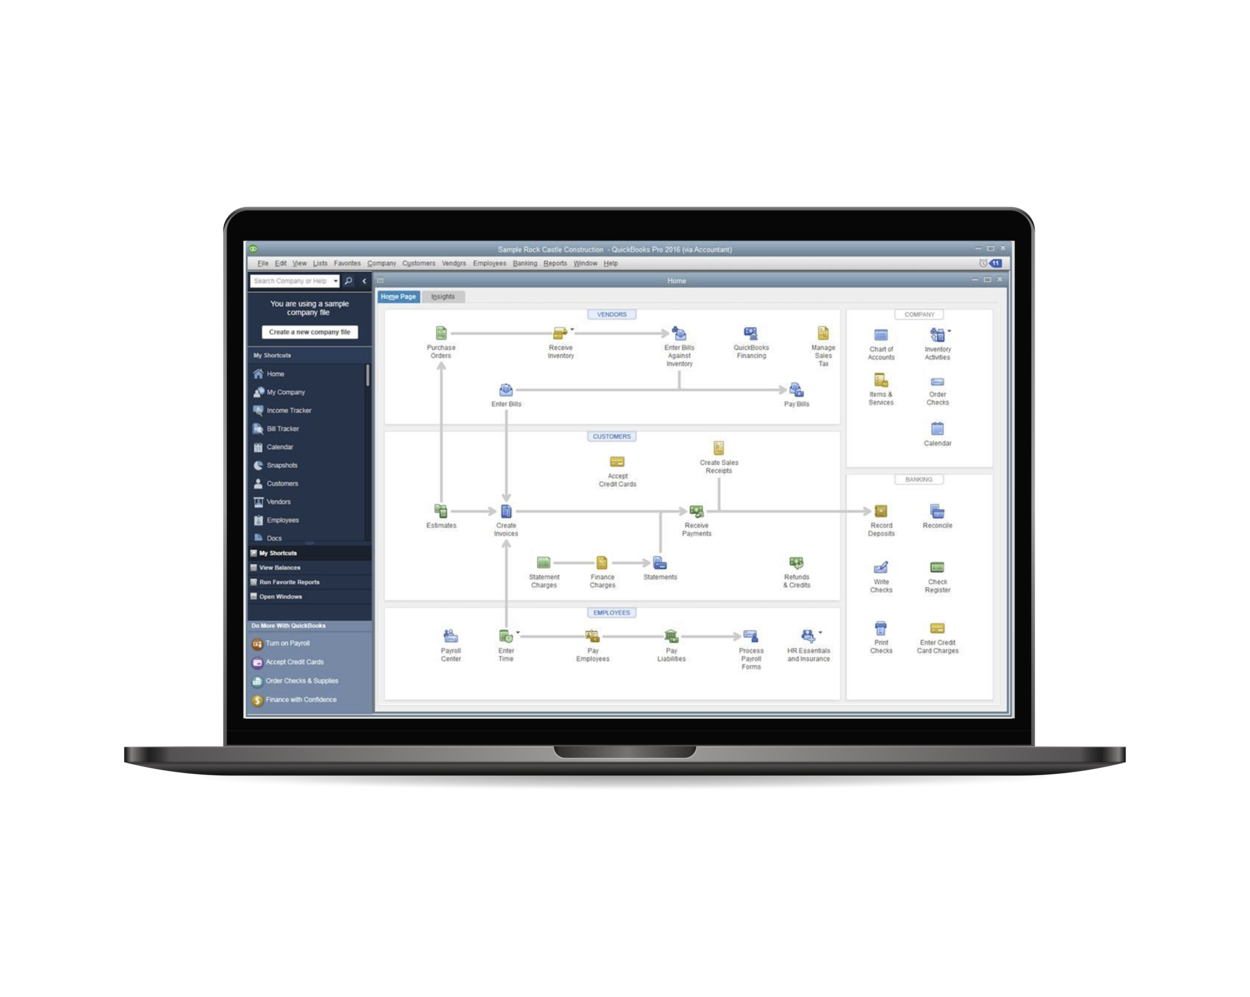 Sample Rock Castle Construction - QuickBooks Pro 2016 (via Accountant)
File Edit View Lists Favorites Company Customers Vendors Employees Banking Reports Window Help
11
Search Company or Help
Home
You are using a sample
company file
Create a new company file
My Shortcuts
Home
My Company
Income Tracker
Bill Tracker
Calendar
Snapshots
Customers
Vendors
Employees
Docs
My Shortcuts
View Balances
Run Favorite Reports
Open Windows
Do More With QuickBooks
Turn on Payroll
Accept Credit Cards
Order Checks & Supplies
Finance with Confidence
Home Page
Insights
VENDORS
Purchase
Orders
Receive
Inventory
Enter Bills
Against
Inventory
QuickBooks
Financing
Manage
Sales
Tax
Enter Bills
Pay Bills
CUSTOMERS
Accept
Credit Cards
Create Sales
Receipts
Estimates
Create
Invoices
Receive
Payments
Statement
Charges
Finance
Charges
Statements
Refunds
& Credits
EMPLOYEES
Payroll
Center
Enter
Time
Pay
Employees
Pay
Liabilities
Process
Payroll
Forms
HR Essentials
and Insurance
COMPANY
Chart of
Accounts
Inventory
Activities
Items &
Services
Order
Checks
Calendar
BANKING
Record
Deposits
Reconcile
Write
Checks
Check
Register
Print
Checks
Enter Credit
Card Charges